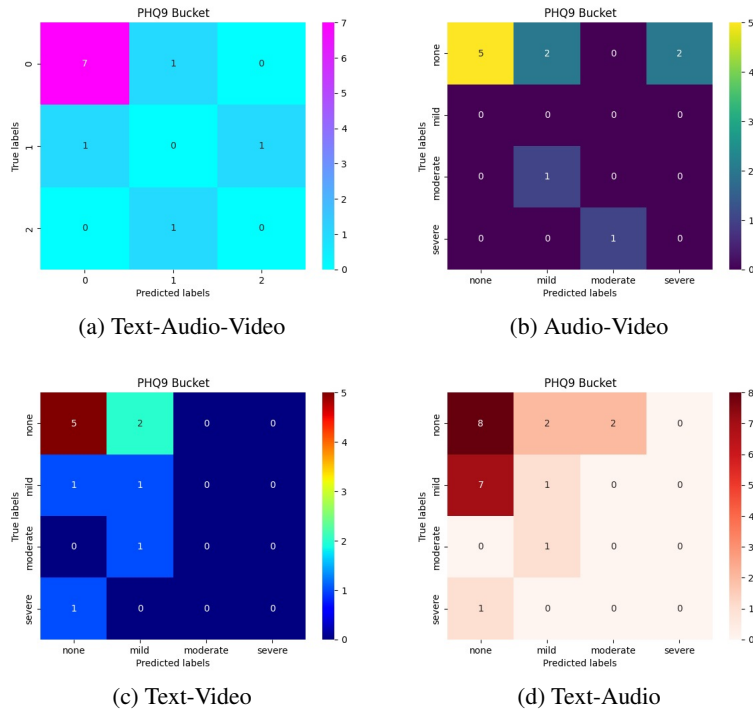 PHQ9 Bucket
0
7 1 0
1
1 0 1
2
0 1 0
0 1 2
True labels
Predicted labels
7
6
5
4
3
2
1
0
(a) Text-Audio-Video
PHQ9 Bucket
none
5 2 0 2
mild
0 0 0 0
moderate
0 1 0 0
severe
0 0 1 0
none mild moderate severe
True labels
Predicted labels
5
4
3
2
1
0
(b) Audio-Video
PHQ9 Bucket
none
5 2 0 0
mild
1 1 0 0
moderate
0 1 0 0
severe
1 0 0 0
none mild moderate severe
True labels
Predicted labels
5
4
3
2
1
0
(c) Text-Video
PHQ9 Bucket
none
8 2 2 0
mild
7 1 0 0
moderate
0 1 0 0
severe
1 0 0 0
none mild moderate severe
True labels
Predicted labels
8
7
6
5
4
3
2
1
0
(d) Text-Audio